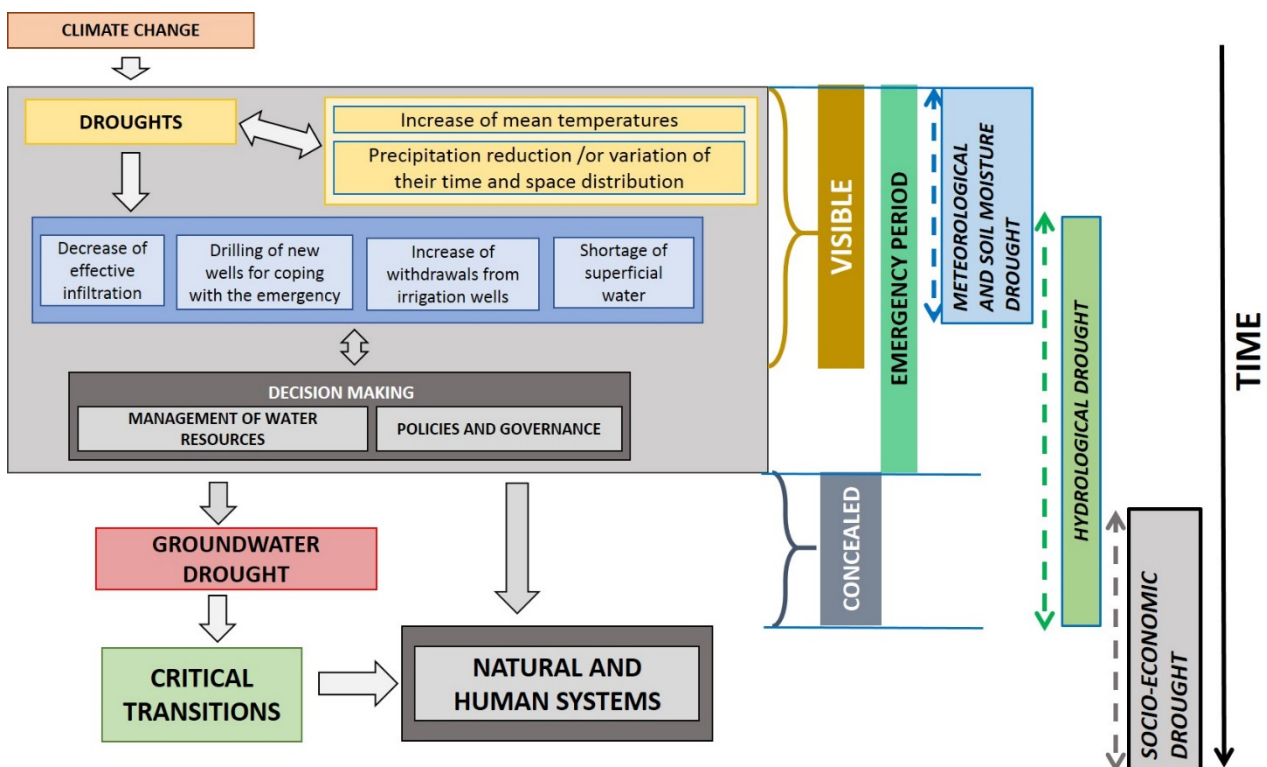 CLIMATE CHANGE
DROUGHTS
Increase of mean temperatures
Precipitation reduction /or variation of
their time and space distribution
Decrease of
effective
infiltration
Drilling of new
wells for coping
with the emergency
Increase of
withdrawals from
irrigation wells
Shortage of
superficial
water
DECISION MAKING
MANAGEMENT OF WATER
RESOURCES
POLICIES AND GOVERNANCE
GROUNDWATER
DROUGHT
CRITICAL
TRANSITIONS
NATURAL AND
HUMAN SYSTEMS
VISIBLE
CONCEALED
EMERGENCY PERIOD
METEOROLOGICAL
AND SOIL MOISTURE
DROUGHT
HYDROLOGICAL DROUGHT
SOCIO-ECONOMIC
DROUGHT
TIME